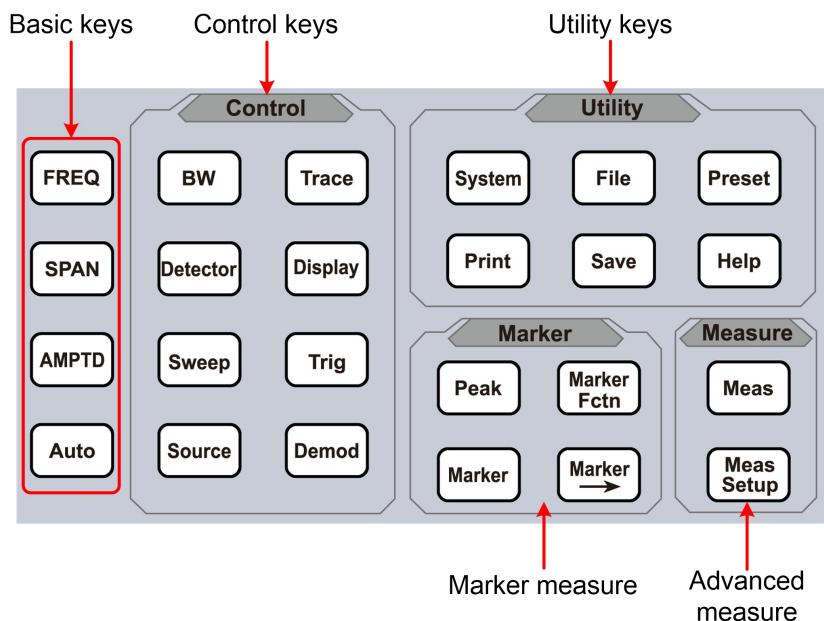 Basic keys
Control keys
Utility keys
Control
Utility
FREQ
BW
Trace
System
File
Preset
SPAN
Detector
Display
Print
Save
Help
AMPTD
Sweep
Trig
Marker
Measure
Peak
Marker
Fctn
Meas
Auto
Source
Demod
Marker
Marker
Meas
Setup
Marker measure
Advanced
measure